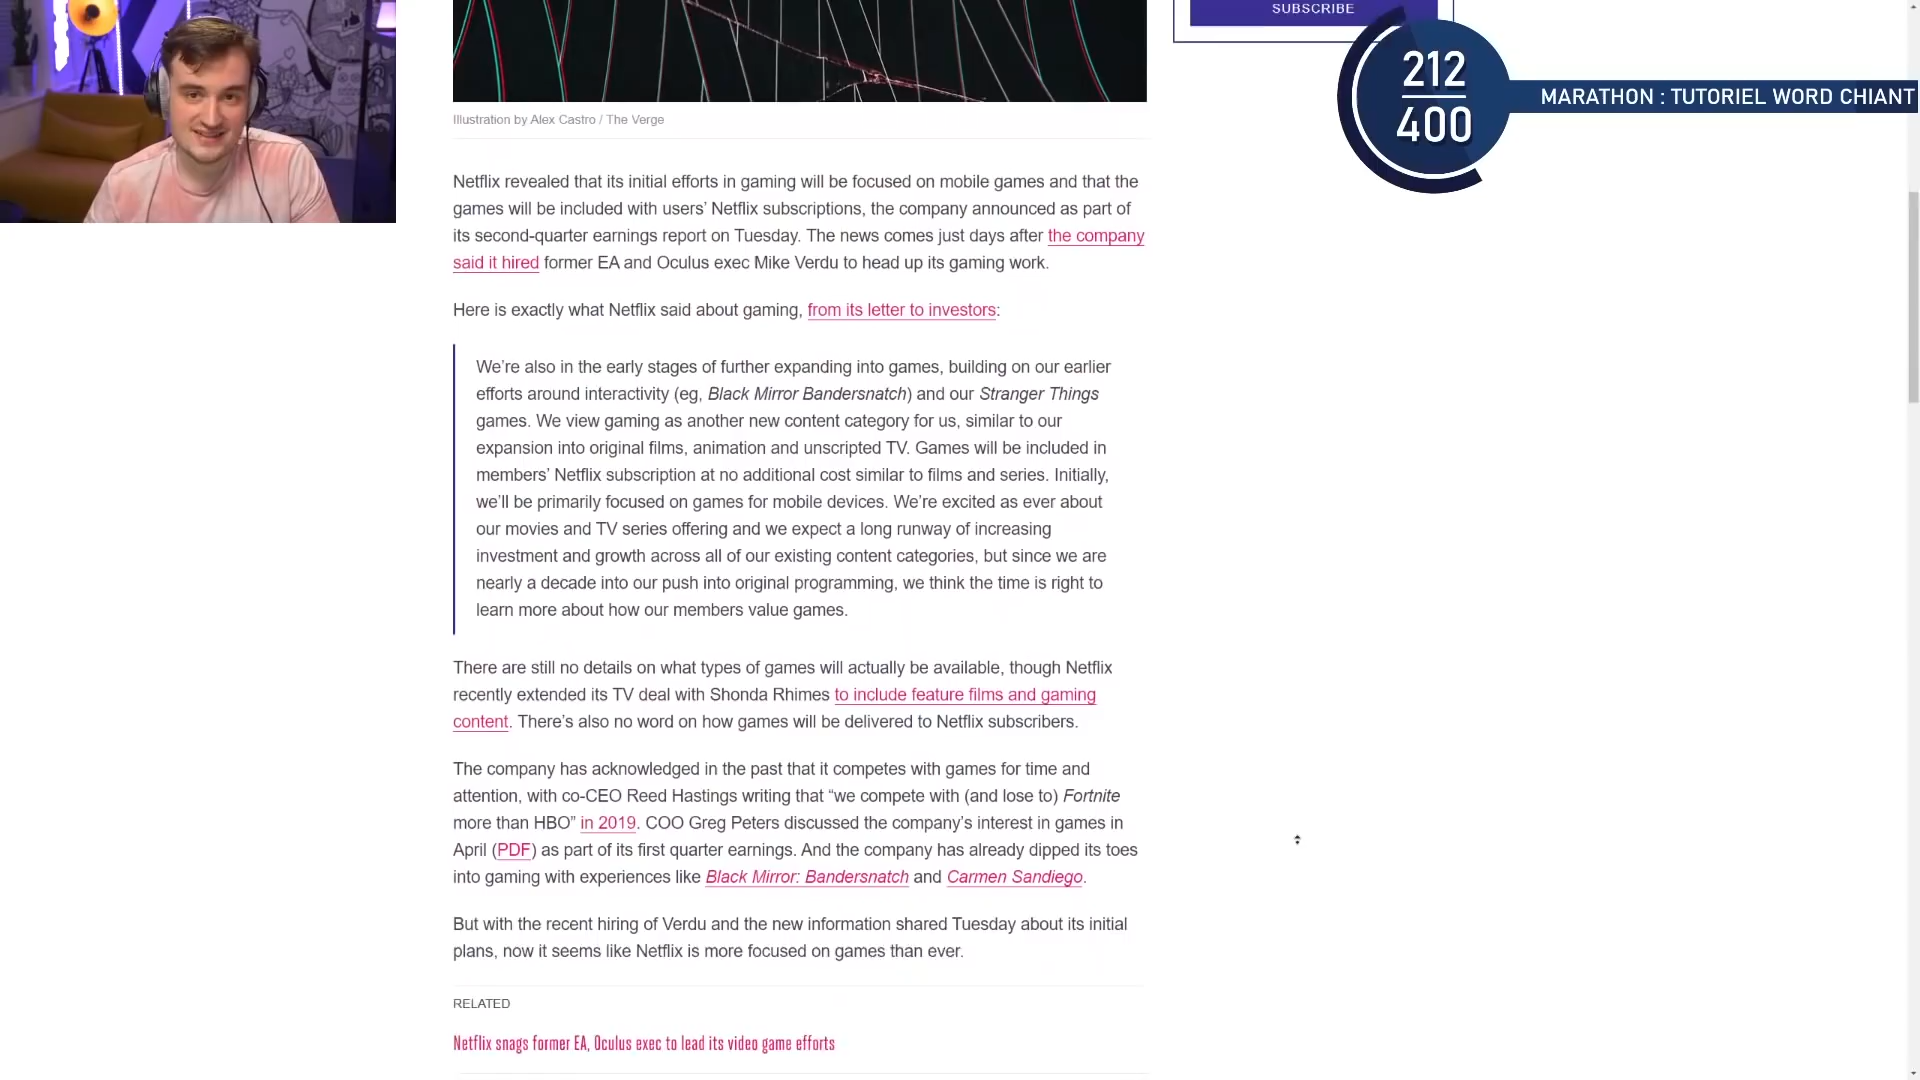 SUBSCRIBE
212
400
MARATHON : TUTORIEL WORD CHIANT
Illustration by Alex Castro / The Verge
Netflix revealed that its initial efforts in gaming will be focused on mobile games and that the
games will be included with users’ Netflix subscriptions, the company announced as part of
its second-quarter earnings report on Tuesday. The news comes just days after the company
said it hired former EA and Oculus exec Mike Verdu to head up its gaming work.
Here is exactly what Netflix said about gaming, from its letter to investors:
We’re also in the early stages of further expanding into games, building on our earlier
efforts around interactivity (eg, Black Mirror Bandersnatch) and our Stranger Things
games. We view gaming as another new content category for us, similar to our
expansion into original films, animation and unscripted TV. Games will be included in
members’ Netflix subscription at no additional cost similar to films and series. Initially,
we’ll be primarily focused on games for mobile devices. We’re excited as ever about
our movies and TV series offering and we expect a long runway of increasing
investment and growth across all of our existing content categories, but since we are
nearly a decade into our push into original programming, we think the time is right to
learn more about how our members value games.
There are still no details on what types of games will actually be available, though Netflix
recently extended its TV deal with Shonda Rhimes to include feature films and gaming
content. There’s also no word on how games will be delivered to Netflix subscribers.
The company has acknowledged in the past that it competes with games for time and
attention, with co-CEO Reed Hastings writing that “we compete with (and lose to) Fortnite
more than HBO” in 2019. COO Greg Peters discussed the company’s interest in games in
April (PDF) as part of its first quarter earnings. And the company has already dipped its toes
into gaming with experiences like Black Mirror: Bandersnatch and Carmen Sandiego.
But with the recent hiring of Verdu and the new information shared Tuesday about its initial
plans, now it seems like Netflix is more focused on games than ever.
RELATED
Netflix snags former EA, Oculus exec to lead its video game efforts